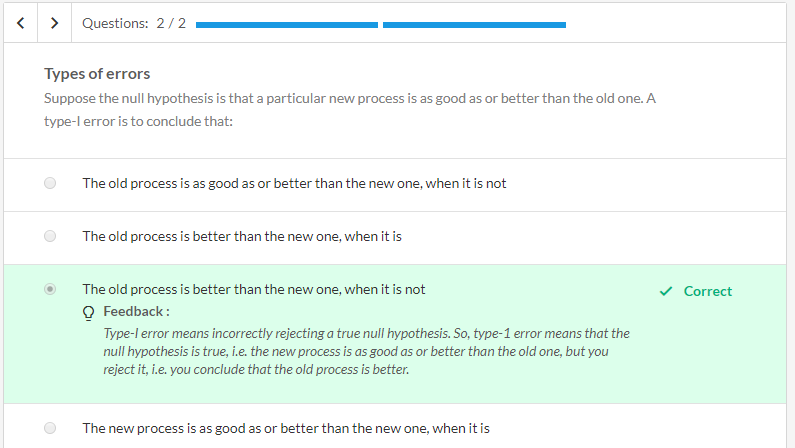 Questions: 2 / 2
Types of errors
Suppose the null hypothesis is that a particular new process is as good as or better than the old one. A
type-I error is to conclude that:
The old process is as good as or better than the new one, when it is not
The old process is better than the new one, when it is
The old process is better than the new one, when it is not
Correct
Feedback :
Type-I error means incorrectly rejecting a true null hypothesis. So, type-1 error means that the
null hypothesis is true, i.e. the new process is as good as or better than the old one, but you
reject it, i.e. you conclude that the old process is better.
The new process is as good as or better than the new one, when it is